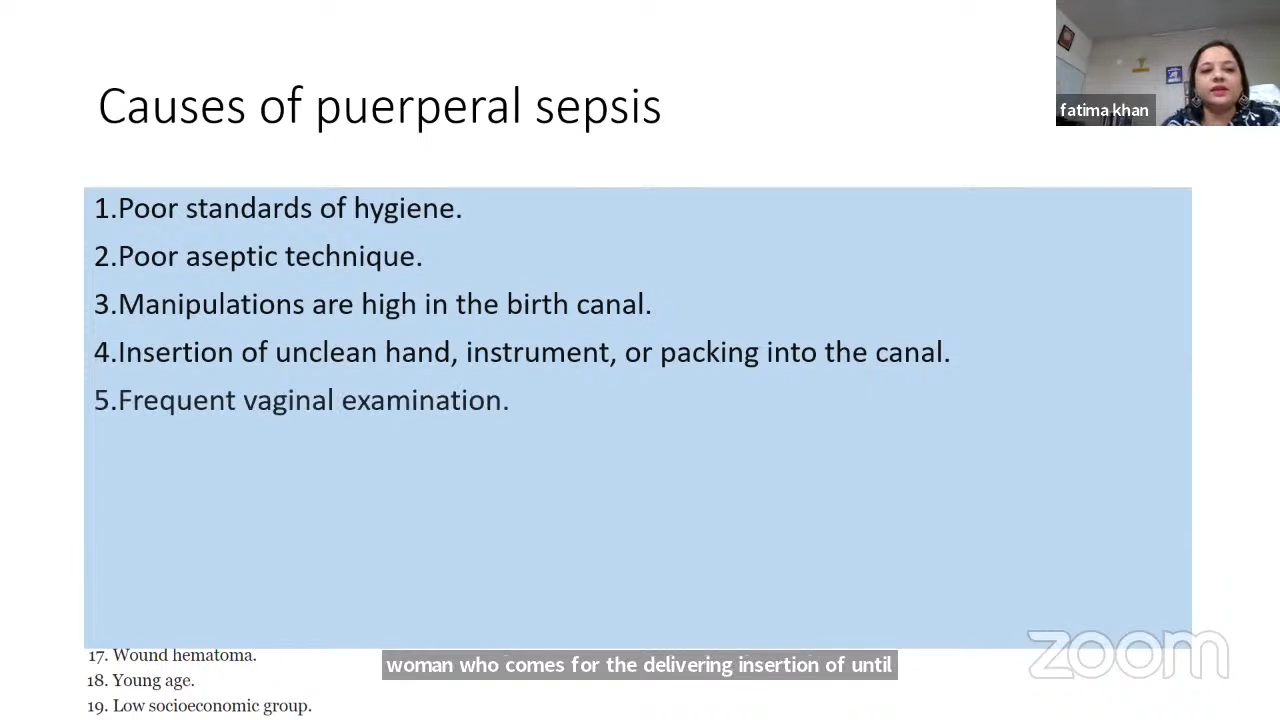 Causes of puerperal sepsis
fatima khan
1.Poor standards of hygiene.
2.Poor aseptic technique.
3.Manipulations are high in the birth canal.
4.Insertion of unclean hand, instrument, or packing into the canal.
5.Frequent vaginal examination.
17. Wound hematoma.
18. Young age.
19. Low socioeconomic group.
woman who comes for the delivering insertion of until
zoom